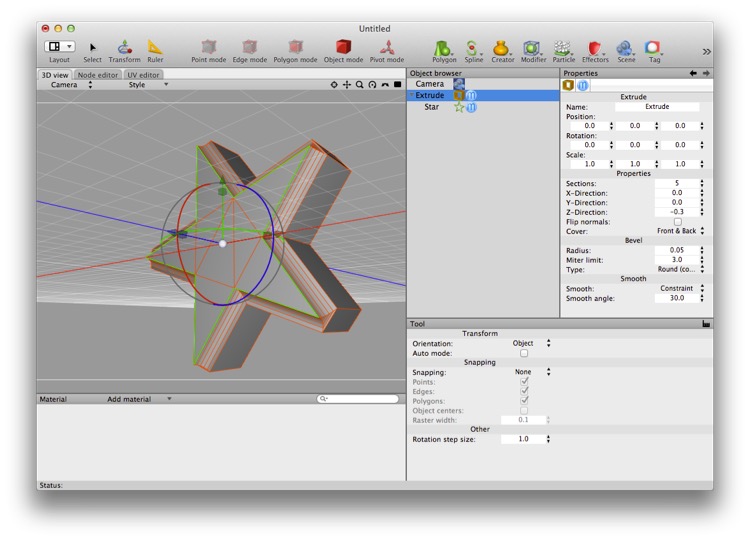 Untitled
Layout Select Transform Ruler Point mode Edge mode Polygon mode Object mode Pivot mode Polygon Spline Creator Modifier Particle Effectors Scene Tag
3D view Node editor UV editor
Camera Style
Object browser
Camera
Extrude
Star
Properties
Extrude
Name: Extrude
Position:
0.0 0.0 0.0
Rotation:
0.0 0.0 0.0
Scale:
1.0 1.0 1.0
Properties
Sections: 5
X-Direction: 0.0
Y-Direction: 0.0
Z-Direction: -0.3
Flip normals:
Cover: Front & Back
Bevel
Radius: 0.05
Miter limit: 3.0
Type: Round (co...
Smooth
Smooth: Constraint
Smooth angle: 30.0
Tool
Transform
Orientation: Object
Auto mode:
Snapping
Snapping: None
Points:
Edges:
Polygons:
Object centers:
Raster width: 0.1
Other
Rotation step size: 1.0
Material Add material
Status: